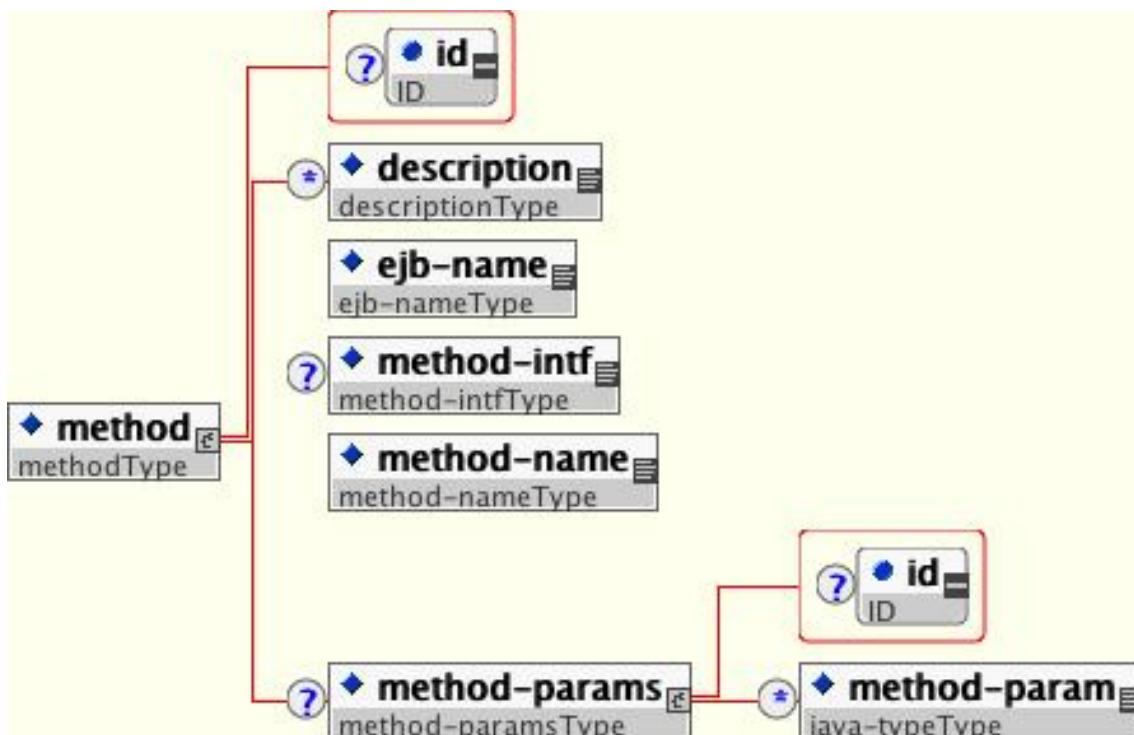 ? id
ID
* description
descriptionType
ejb-name
ejb-nameType
? method-intf
method-intfType
method
methodType
method-name
method-nameType
? id
ID
? method-params
method-paramsType
* method-param
java-typeType